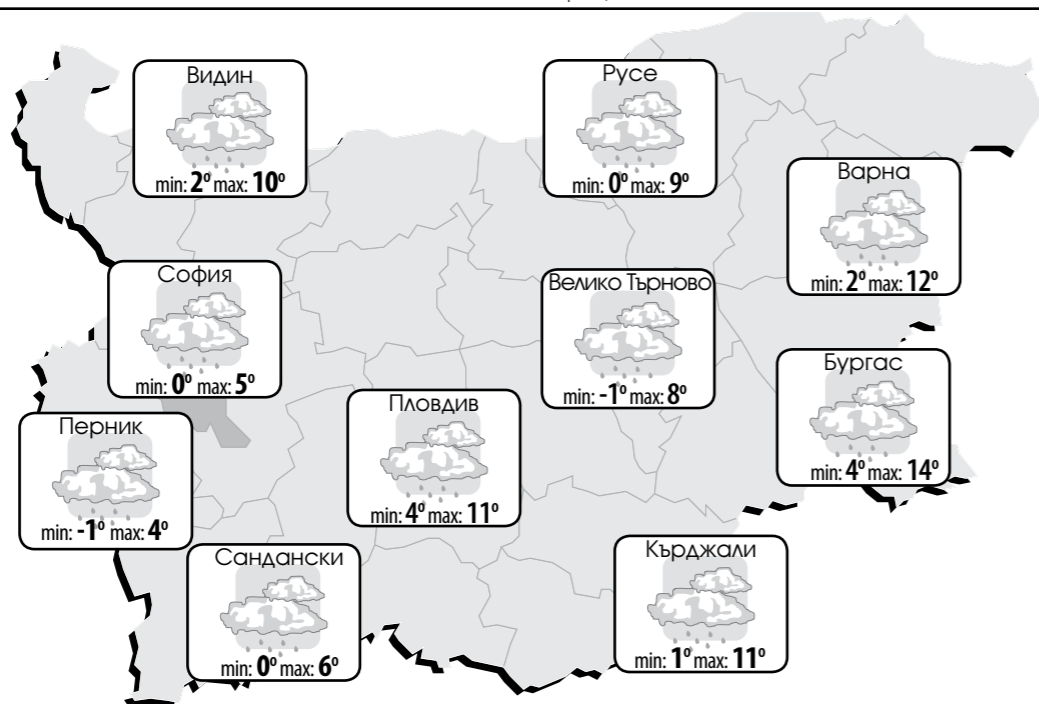 Видин
min: 2° max: 10°
Русе
min: 0° max: 9°
Варна
min: 2° max: 12°
София
min: 0° max: 5°
Велико Търново
min: -1° max: 8°
Бургас
min: 4° max: 14°
Пловдив
min: 4° max: 11°
Перник
min: -1° max: 4°
Сандански
min: 0° max: 6°
Кърджали
min: 1° max: 11°